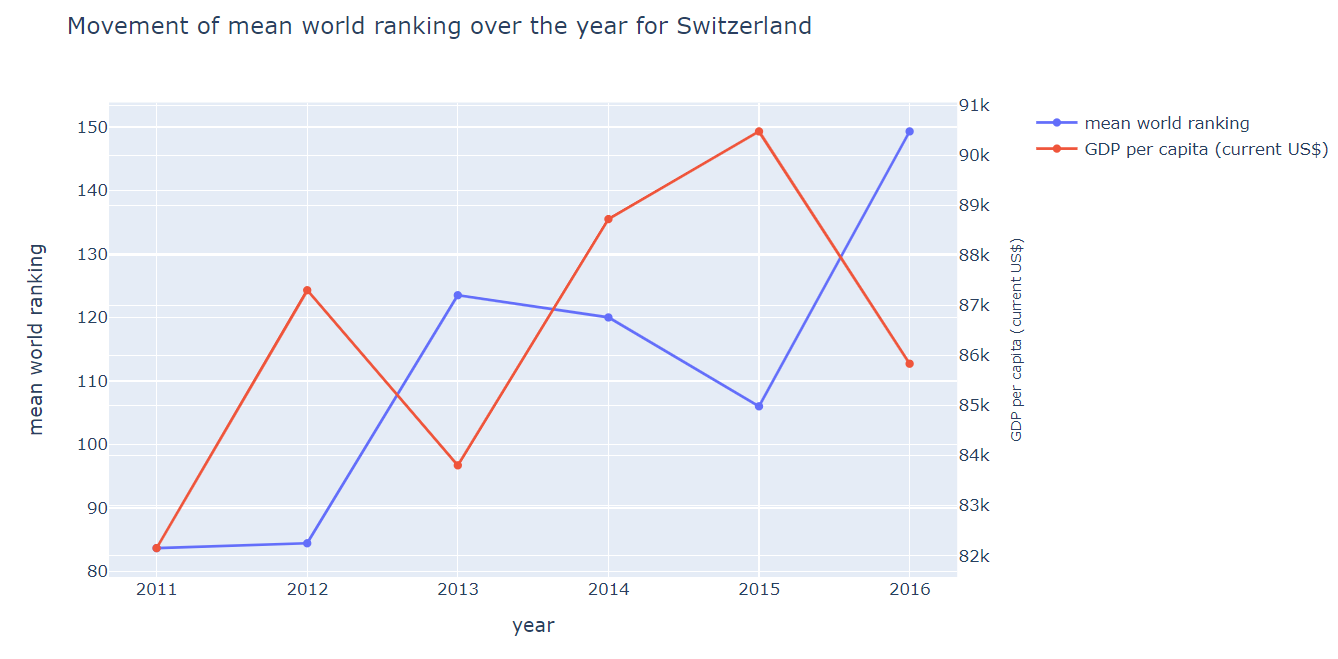 Movement of mean world ranking over the year for Switzerland
mean world ranking
GDP per capita (current US$)
150
140
130
120
110
100
90
80
mean world ranking
91k
90k
89k
88k
87k
86k
85k
84k
83k
82k
GDP per capita (current US$)
2011 2012 2013 2014 2015 2016
year